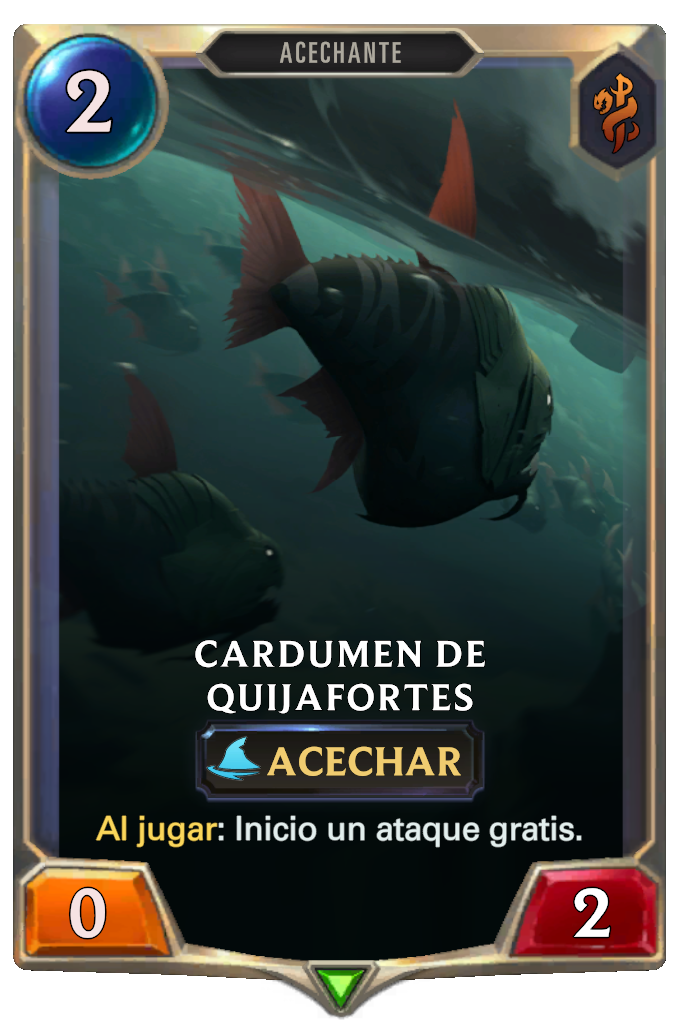 ACECHANTE
2
CARDUMEN DE
QUIJAFORTES
ACECHAR
Al jugar: Inicio un ataque gratis.
0
2